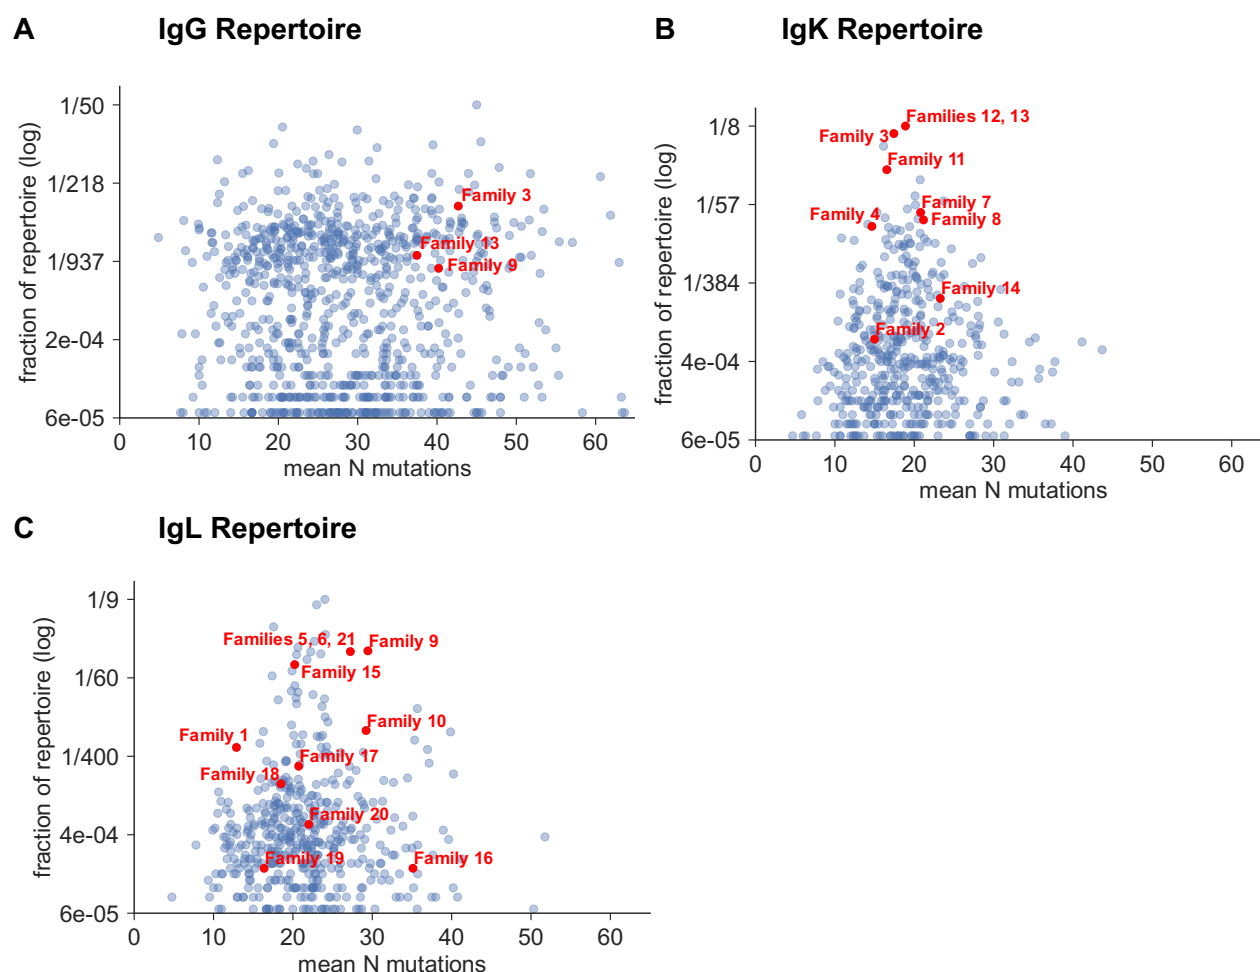 A IgG Repertoire
fraction of repertoire (log)
1/50
1/218
1/937
2e-04
6e-05
Family 3
Family 13
Family 9
0 10 20 30 40 50 60
mean N mutations
B IgK Repertoire
fraction of repertoire (log)
1/8
1/57
1/384
4e-04
6e-05
Families 12, 13
Family 3
Family 11
Family 7
Family 4
Family 8
Family 14
Family 2
0 10 20 30 40 50 60
mean N mutations
C IgL Repertoire
fraction of repertoire (log)
1/9
1/60
1/400
4e-04
6e-05
Families 5, 6, 21
Family 9
Family 15
Family 10
Family 1
Family 17
Family 18
Family 20
Family 19
Family 16
0 10 20 30 40 50 60
mean N mutations